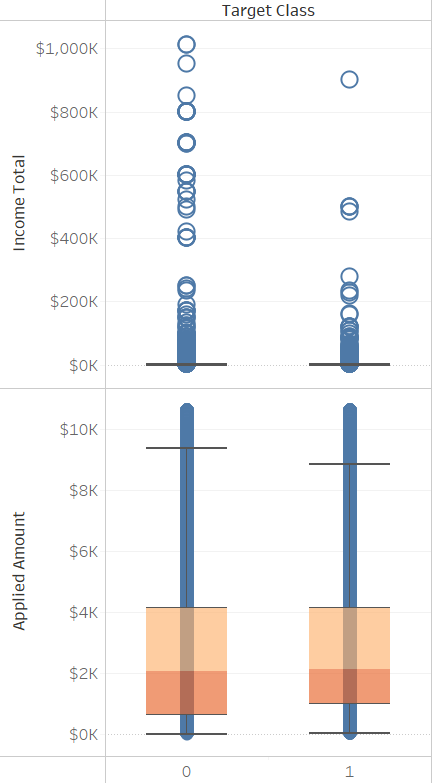 Target Class
$1,000K
$800K
$600K
$400K
$200K
$0K
Income Total
$10K
$8K
$6K
$4K
$2K
$0K
Applied Amount
0
1